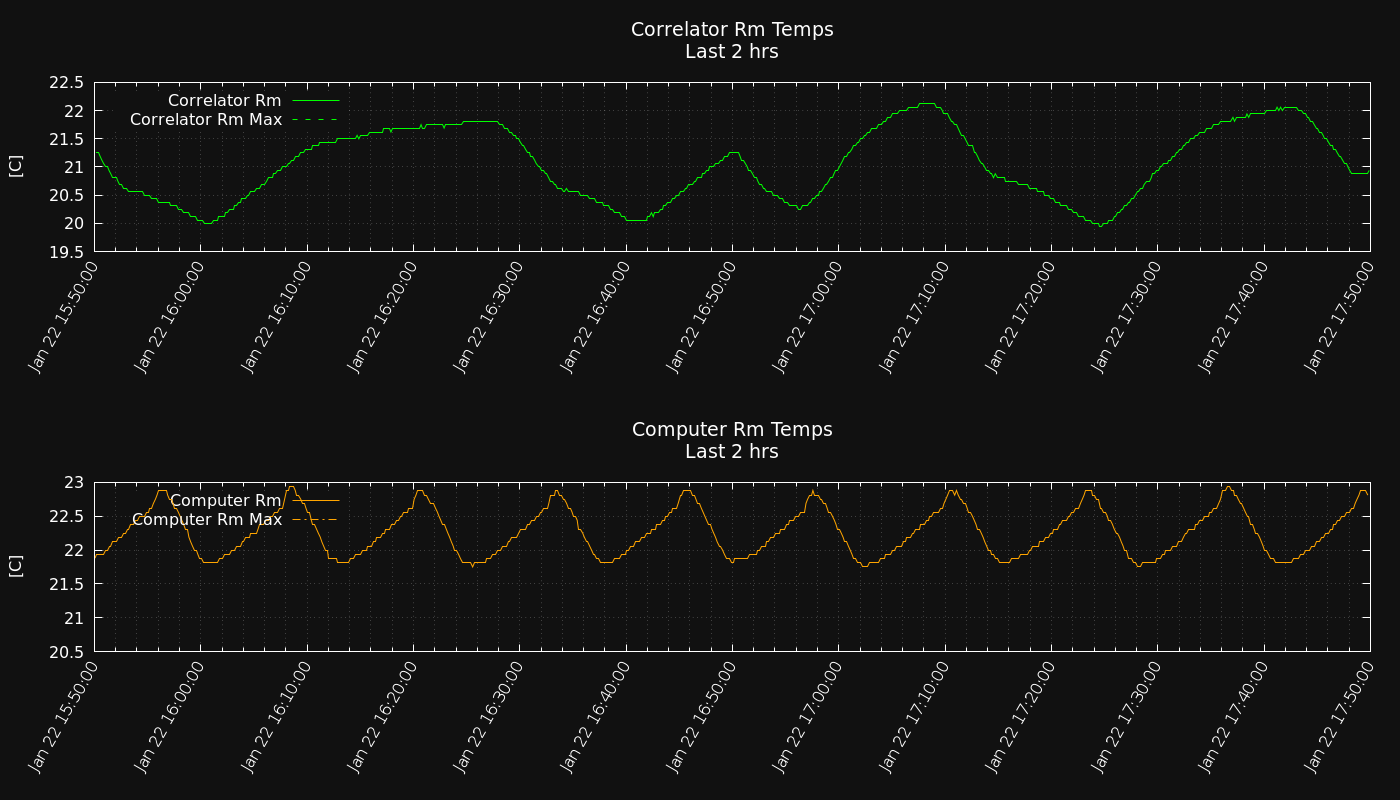 Correlator Rm Temps
Last 2 hrs
22.5
22
21.5
21
20.5
20
19.5
[C]
Correlator Rm
Correlator Rm Max
Jan 22 15:50:00
Jan 22 16:00:00
Jan 22 16:10:00
Jan 22 16:20:00
Jan 22 16:30:00
Jan 22 16:40:00
Jan 22 16:50:00
Jan 22 17:00:00
Jan 22 17:10:00
Jan 22 17:20:00
Jan 22 17:30:00
Jan 22 17:40:00
Jan 22 17:50:00
Computer Rm Temps
Last 2 hrs
23
22.5
22
21.5
21
20.5
[C]
Computer Rm
Computer Rm Max
Jan 22 15:50:00
Jan 22 16:00:00
Jan 22 16:10:00
Jan 22 16:20:00
Jan 22 16:30:00
Jan 22 16:40:00
Jan 22 16:50:00
Jan 22 17:00:00
Jan 22 17:10:00
Jan 22 17:20:00
Jan 22 17:30:00
Jan 22 17:40:00
Jan 22 17:50:00